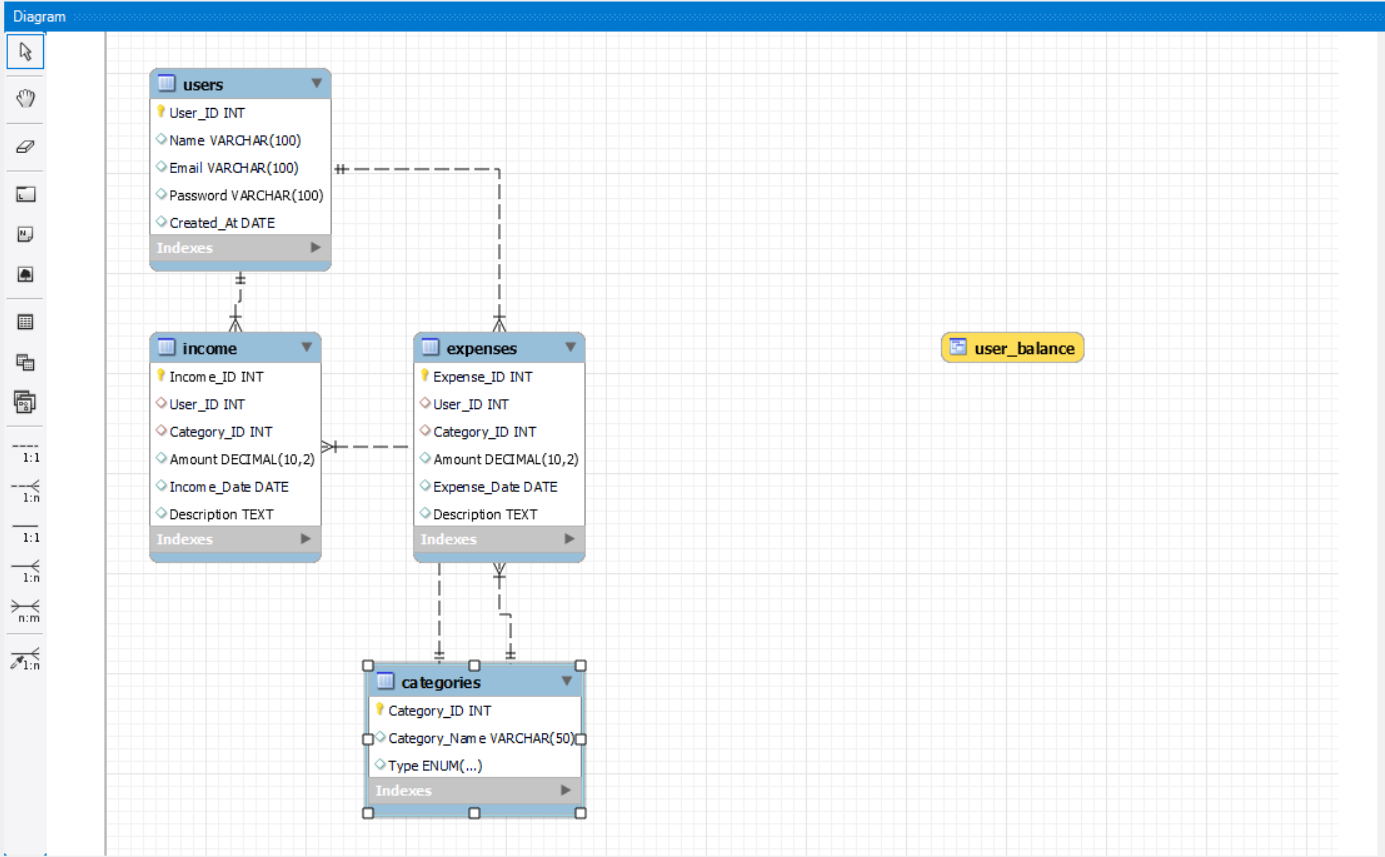 Diagram
users
User_ID INT
Name VARCHAR(100)
Email VARCHAR(100)
Password VARCHAR(100)
Created_At DATE
Indexes
income
Income_ID INT
User_ID INT
Category_ID INT
Amount DECIMAL(10,2)
Income_Date DATE
Description TEXT
Indexes
expenses
Expense_ID INT
User_ID INT
Category_ID INT
Amount DECIMAL(10,2)
Expense_Date DATE
Description TEXT
Indexes
user_balance
categories
Category_ID INT
Category_Name VARCHAR(50)
Type ENUM(...)
Indexes
1:1
1:n
1:1
1:n
n:m
1:n